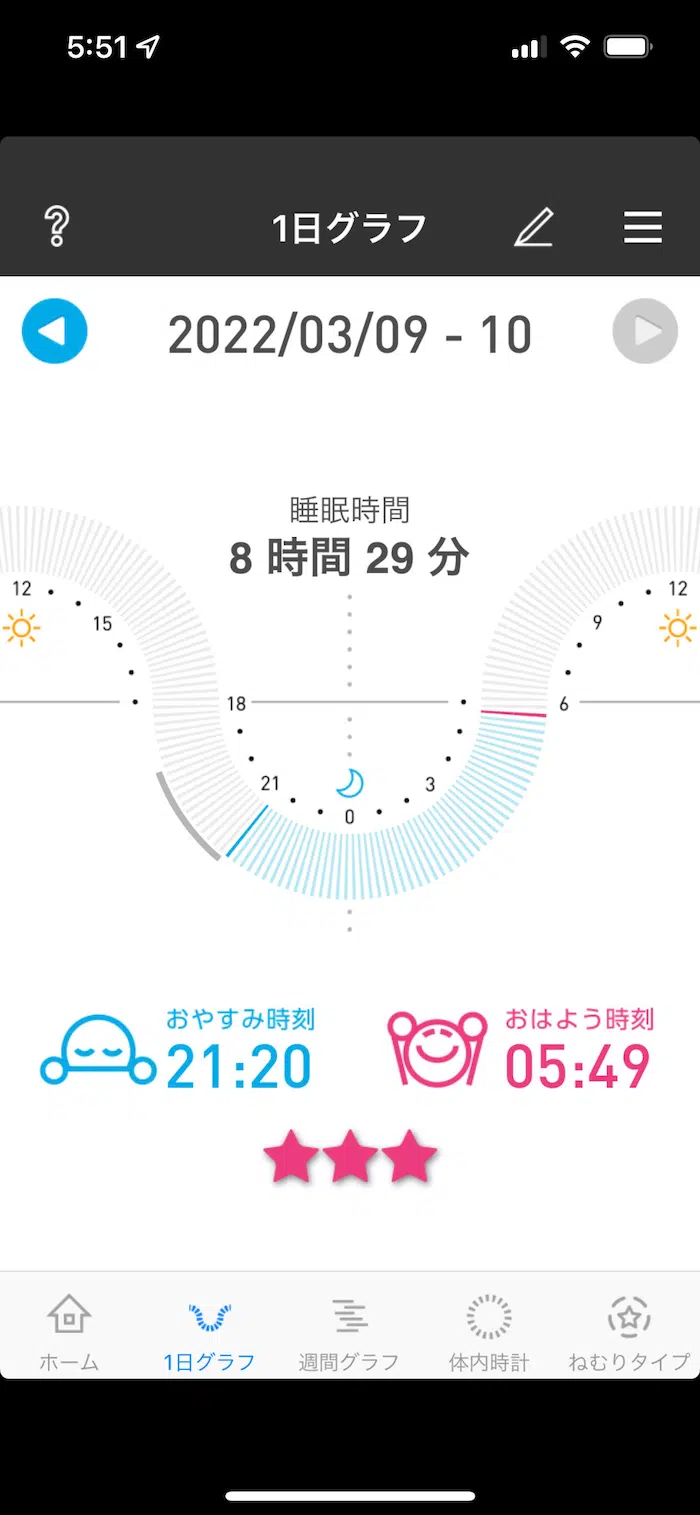 5:51
1日グラフ
2022/03/09 - 10
睡眠時間
8 時間 29 分
12
12
15
9
18
6
21
3
0
おやすみ時刻
21:20
おはよう時刻
05:49
ホーム
1日グラフ
週間グラフ
体内時計
ねむりタイプ